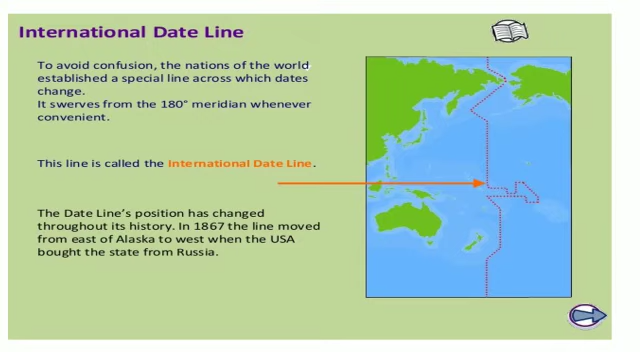 International Date Line
To avoid confusion, the nations of the world
established a special line across which dates
change.
It swerves from the 180° meridian whenever
convenient.
This line is called the International Date Line.
The Date Line's position has changed
throughout its history. In 1867 the line moved
from east of Alaska to west when the USA
bought the state from Russia.